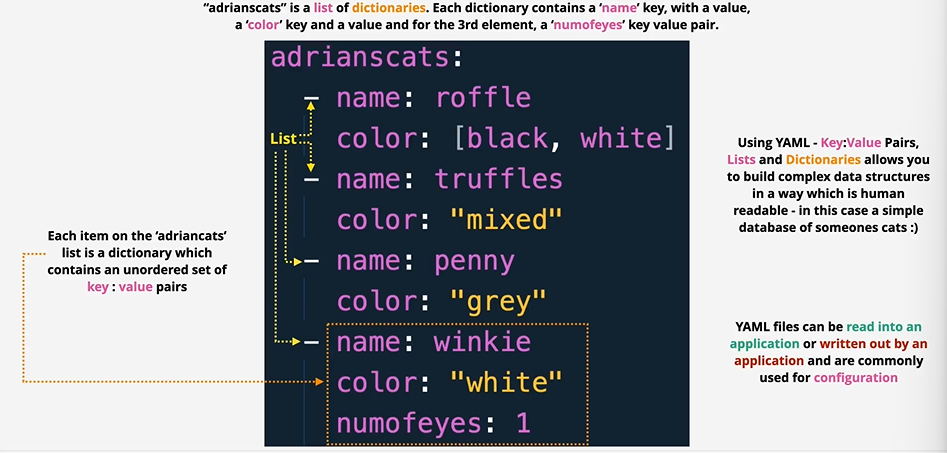 “adrianscats” is a list of dictionaries. Each dictionary contains a ‘name’ key, with a value,
a ‘color’ key and a value and for the 3rd element, a ‘numofeyes’ key value pair.
adrianscats:
– name: roffle
List
color: [black, white]
– name: truffles
color: "mixed"
– name: penny
color: "grey"
– name: winkie
color: "white"
numofeyes: 1
Each item on the ‘adriancats’
list is a dictionary which
contains an unordered set of
key : value pairs
Using YAML - Key:Value Pairs,
Lists and Dictionaries allows you
to build complex data structures
in a way which is human
readable - in this case a simple
database of someones cats :)
YAML files can be read into an
application or written out by an
application and are commonly
used for configuration